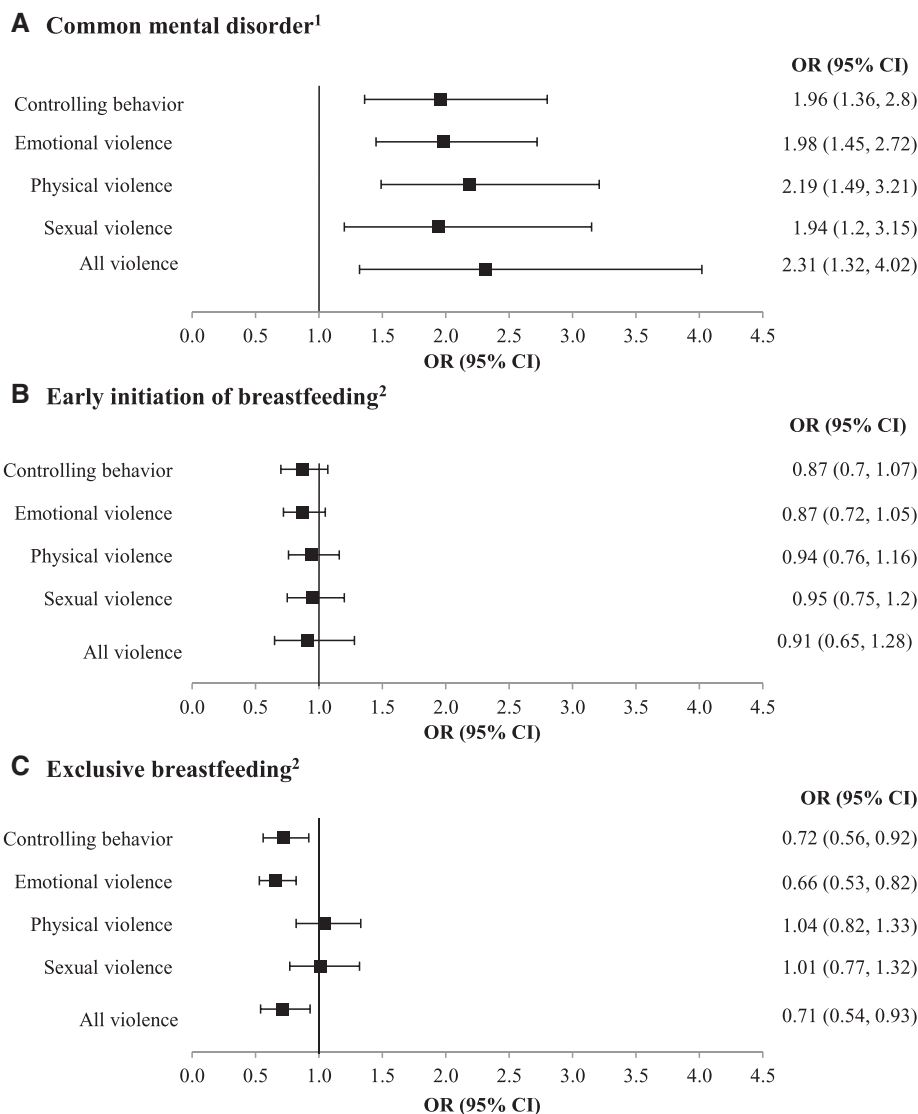 A Common mental disorder¹
OR (95% CI)
Controlling behavior 1.96 (1.36, 2.8)
Emotional violence 1.98 (1.45, 2.72)
Physical violence 2.19 (1.49, 3.21)
Sexual violence 1.94 (1.2, 3.15)
All violence 2.31 (1.32, 4.02)
0.0 0.5 1.0 1.5 2.0 2.5 3.0 3.5 4.0 4.5
OR (95% CI)
B Early initiation of breastfeeding²
OR (95% CI)
Controlling behavior 0.87 (0.7, 1.07)
Emotional violence 0.87 (0.72, 1.05)
Physical violence 0.94 (0.76, 1.16)
Sexual violence 0.95 (0.75, 1.2)
All violence 0.91 (0.65, 1.28)
0.0 0.5 1.0 1.5 2.0 2.5 3.0 3.5 4.0 4.5
OR (95% CI)
C Exclusive breastfeeding²
OR (95% CI)
Controlling behavior 0.72 (0.56, 0.92)
Emotional violence 0.66 (0.53, 0.82)
Physical violence 1.04 (0.82, 1.33)
Sexual violence 1.01 (0.77, 1.32)
All violence 0.71 (0.54, 0.93)
0.0 0.5 1.0 1.5 2.0 2.5 3.0 3.5 4.0 4.5
OR (95% CI)